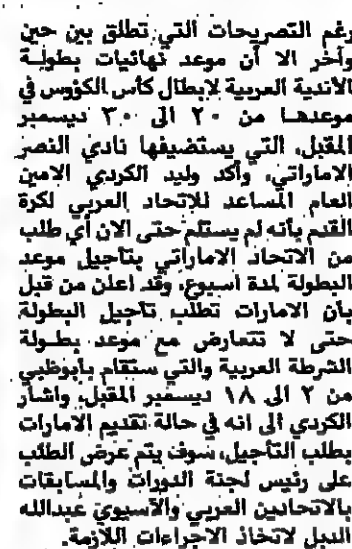 رغم التصريحات التي تطلق بين حين
وآخر الا أن موعد نهائيات بطولة
الأندية العربية لإبطال كأس الكؤوس في
موعدها من ٢٠ الى ٣٠ ديسمبر
المقبل، التي يستضيفها نادي النصر
الاماراتي، وأكد وليد الكردي الامين
العام المساعد للاتحاد العربي لكرة
القدم بأنه لم يستلم حتى الان أي طلب
من الاتحاد الاماراتي بتأجيل موعد
البطولة لمدة اسبوع، وقد اعلن من قبل
بأن الامارات تطلب تأجيل البطولة
حتى لا تتعارض مع موعد بطولة
الشرطة العربية والتي ستقام بأبوظبي
من ٢ الى ١٨ ديسمبر المقبل، واشار
الكردي الى انه في حالة تقديم الامارات
بطلب التأجيل، سوف يتم عرض الطلب
على رئيس لجنة الدورات والمسابقات
بالاتحادين العربي والآسيوي عبدالله
الدبل لاتخاذ الاجراءات اللازمة.